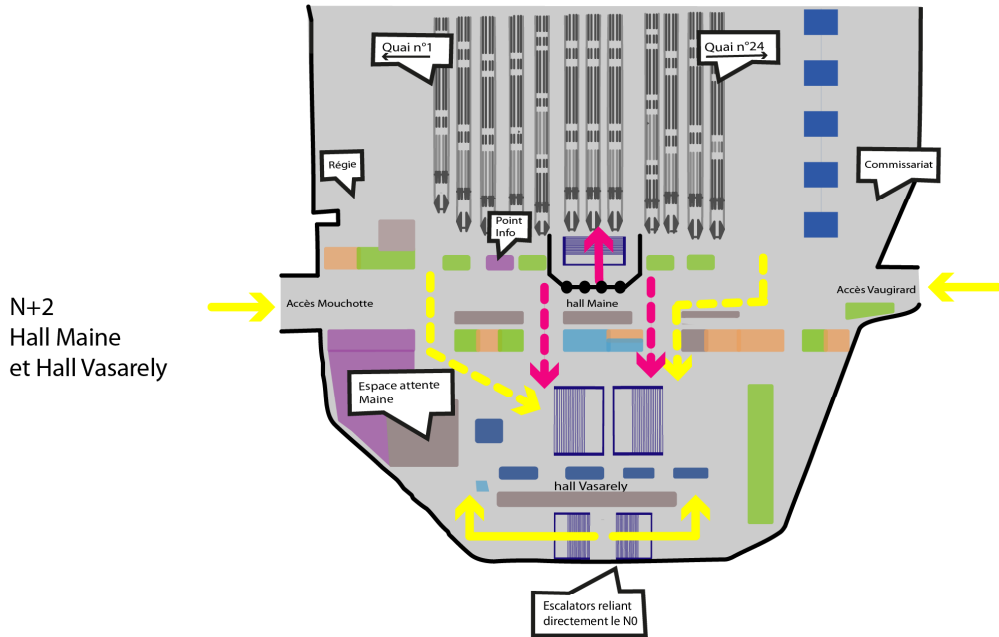 Quai n°1
Quai n°24
Régie
Commissariat
Point
Info
Accès Mouchotte
hall Maine
Accès Vaugirard
N+2
Hall Maine
et Hall Vasarely
Espace attente
Maine
hall Vasarely
Escalators reliant
directement le N0